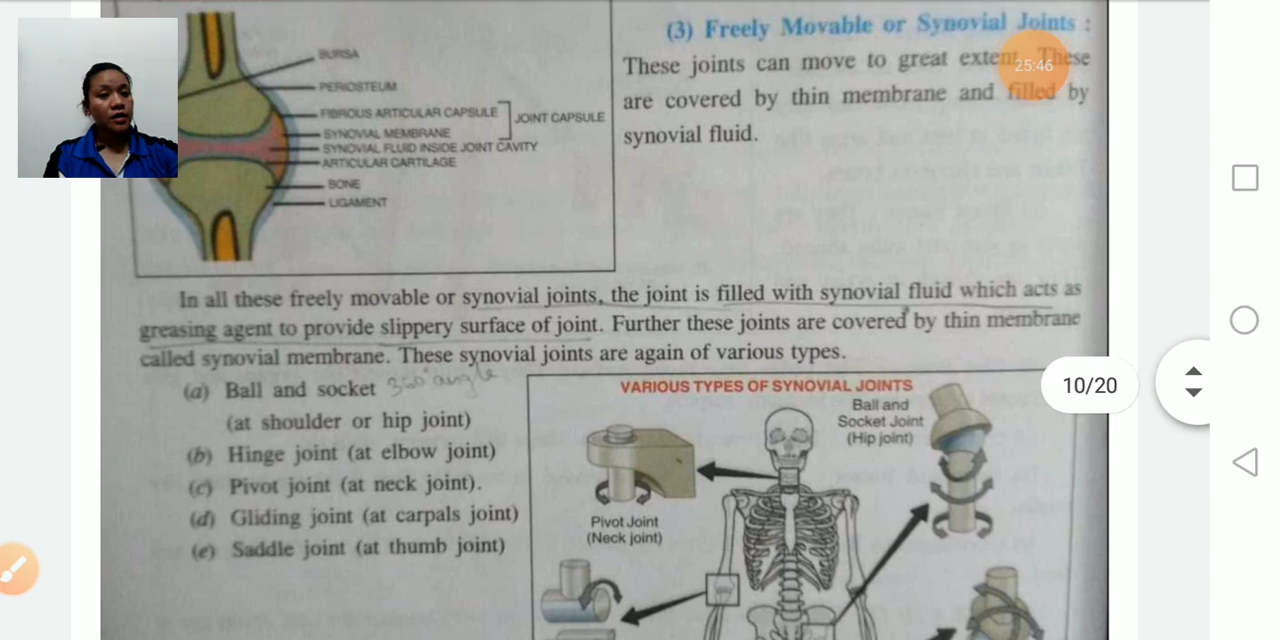 (3) Freely Movable or Synovial Joints :
These joints can move to great extent. These
are covered by thin membrane and filled by
synovial fluid.
25:46
BURSA
PERIOSTEUM
FIBROUS ARTICULAR CAPSULE
JOINT CAPSULE
SYNOVIAL MEMBRANE
SYNOVIAL FLUID INSIDE JOINT CAVITY
ARTICULAR CARTILAGE
BONE
LIGAMENT
In all these freely movable or synovial joints, the joint is filled with synovial fluid which acts as
greasing agent to provide slippery surface of joint. Further these joints are covered by thin membrane
called synovial membrane. These synovial joints are again of various types.
(a) Ball and socket 360° angle
(at shoulder or hip joint)
(b) Hinge joint (at elbow joint)
(c) Pivot joint (at neck joint).
(d) Gliding joint (at carpals joint)
(e) Saddle joint (at thumb joint)
VARIOUS TYPES OF SYNOVIAL JOINTS
Ball and
Socket Joint
(Hip joint)
Pivot Joint
(Neck joint)
10/20